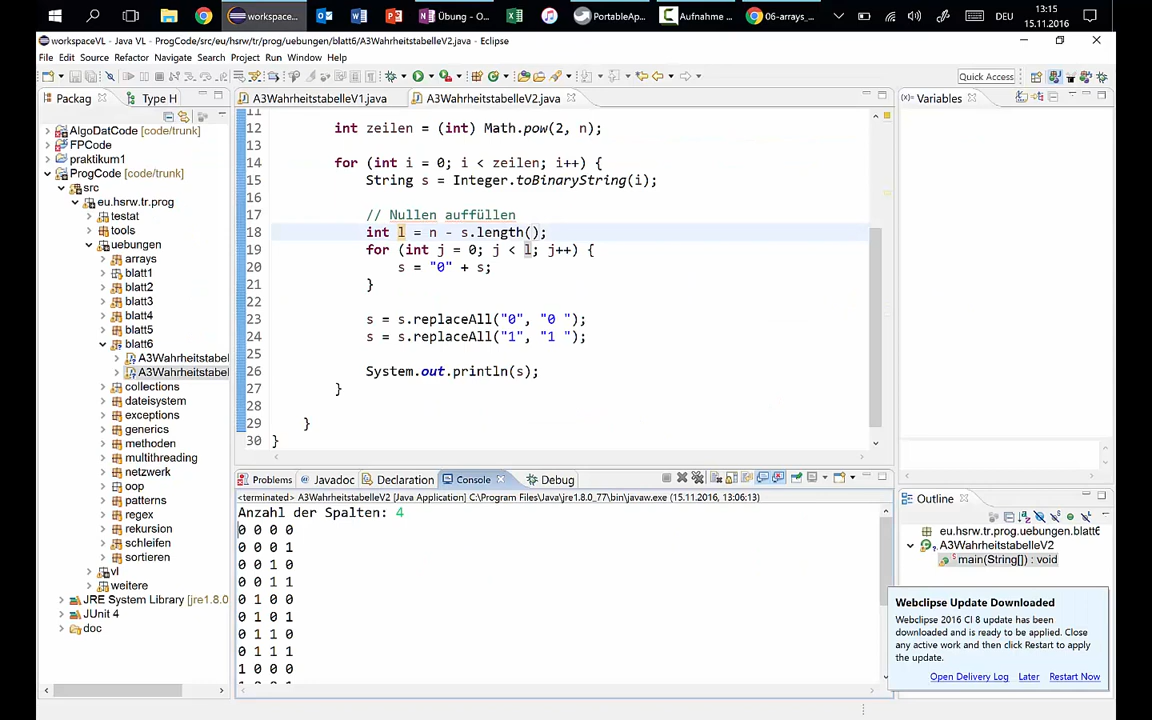 workspace...
Übung - O...
PortableAp...
Aufnahme ...
06-arrays_...
DEU
13:15
15.11.2016
workspaceVL - Java VL - ProgCode/src/eu/hsrw/tr/prog/uebungen/blatt6/A3WahrheitstabelleV2.java - Eclipse
File Edit Source Refactor Navigate Search Project Run Window Help
Quick Access
Packag
Type H
A3WahrheitstabelleV1.java
A3WahrheitstabelleV2.java
Variables
AlgoDatCode [code/trunk]
FPCode
praktikum1
ProgCode [code/trunk]
src
eu.hsrw.tr.prog
testat
tools
uebungen
arrays
blatt1
blatt2
blatt3
blatt4
blatt5
blatt6
A3Wahrheitstabel
A3Wahrheitstabel
collections
dateisystem
exceptions
generics
methoden
multithreading
netzwerk
oop
patterns
regex
rekursion
schleifen
sortieren
vl
weitere
JRE System Library [jre1.8.0
JUnit 4
doc
11
12 int zeilen = (int) Math.pow(2, n);
13
14 for (int i = 0; i < zeilen; i++) {
15 String s = Integer.toBinaryString(i);
16
17 // Nullen auffüllen
18 int l = n - s.length();
19 for (int j = 0; j < l; j++) {
20 s = "0" + s;
21 }
22
23 s = s.replaceAll("0", "0 ");
24 s = s.replaceAll("1", "1 ");
25
26 System.out.println(s);
27 }
28
29 }
30 }
Problems
Javadoc
Declaration
Console
Debug
<terminated> A3WahrheitstabelleV2 [Java Application] C:\Program Files\Java\jre1.8.0_77\bin\javaw.exe (15.11.2016, 13:06:13)
Anzahl der Spalten: 4
0 0 0 0
0 0 0 1
0 0 1 0
0 0 1 1
0 1 0 0
0 1 0 1
0 1 1 0
0 1 1 1
1 0 0 0
Outline
eu.hsrw.tr.prog.uebungen.blatt6
A3WahrheitstabelleV2
main(String[]) : void
Webclipse Update Downloaded
Webclipse 2016 CI 8 update has been
downloaded and is ready to be applied. Close
any active work and then click Restart to apply
the update.
Open Delivery Log Later Restart Now